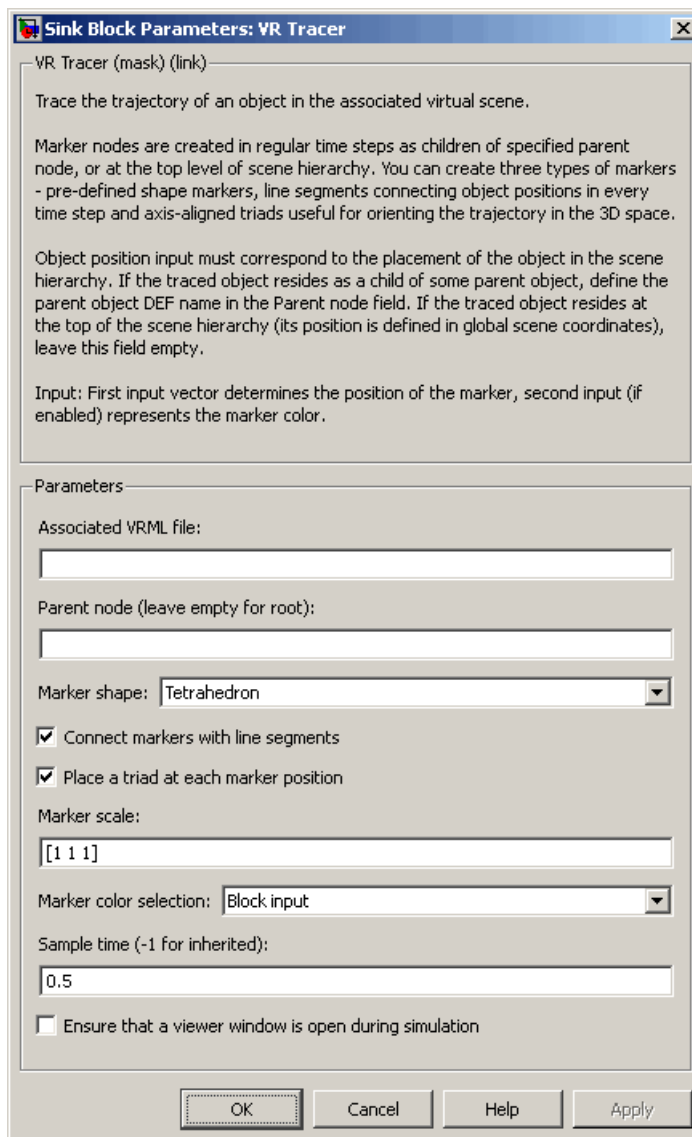 Sink Block Parameters: VR Tracer
VR Tracer (mask) (link)
Trace the trajectory of an object in the associated virtual scene.
Marker nodes are created in regular time steps as children of specified parent
node, or at the top level of scene hierarchy. You can create three types of markers
- pre-defined shape markers, line segments connecting object positions in every
time step and axis-aligned triads useful for orienting the trajectory in the 3D space.
Object position input must correspond to the placement of the object in the scene
hierarchy. If the traced object resides as a child of some parent object, define the
parent object DEF name in the Parent node field. If the traced object resides at
the top of the scene hierarchy (its position is defined in global scene coordinates),
leave this field empty.
Input: First input vector determines the position of the marker, second input (if
enabled) represents the marker color.
Parameters
Associated VRML file:
Parent node (leave empty for root):
Marker shape: Tetrahedron
Connect markers with line segments
Place a triad at each marker position
Marker scale:
[1 1 1]
Marker color selection: Block input
Sample time (-1 for inherited):
0.5
Ensure that a viewer window is open during simulation
OK Cancel Help Apply